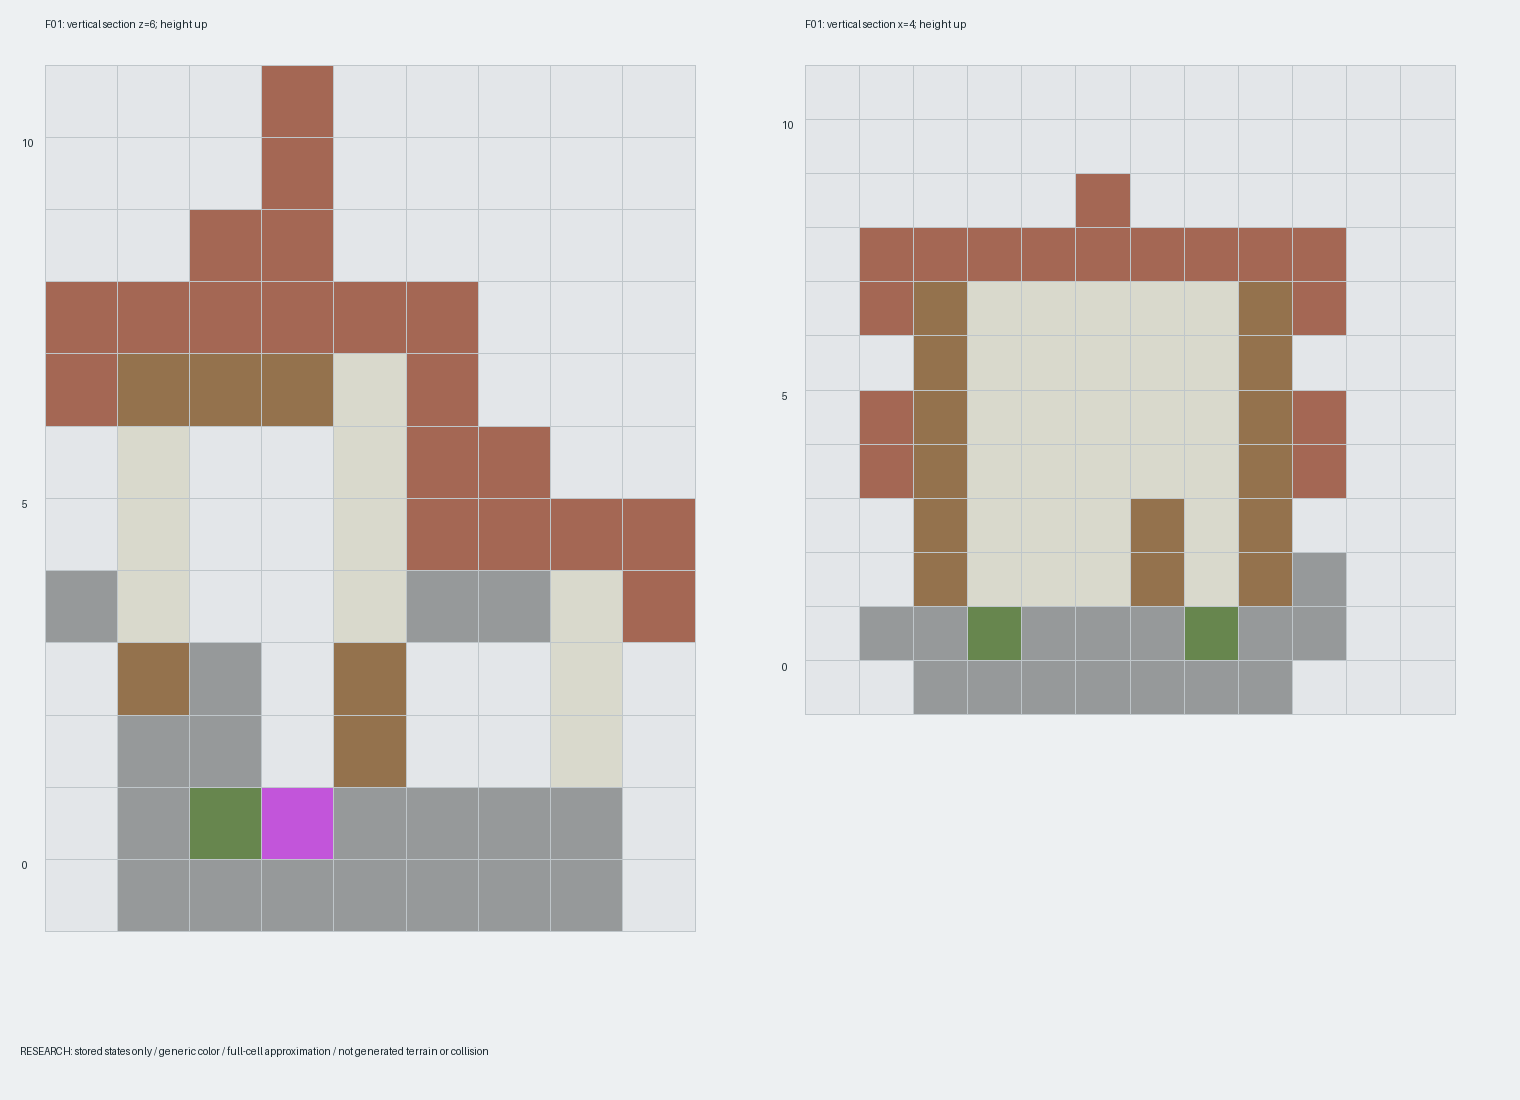 F01: vertical section z=6; height up
F01: vertical section x=4; height up
10
5
0
10
5
0
RESEARCH: stored states only / generic color / full-cell approximation / not generated terrain or collision